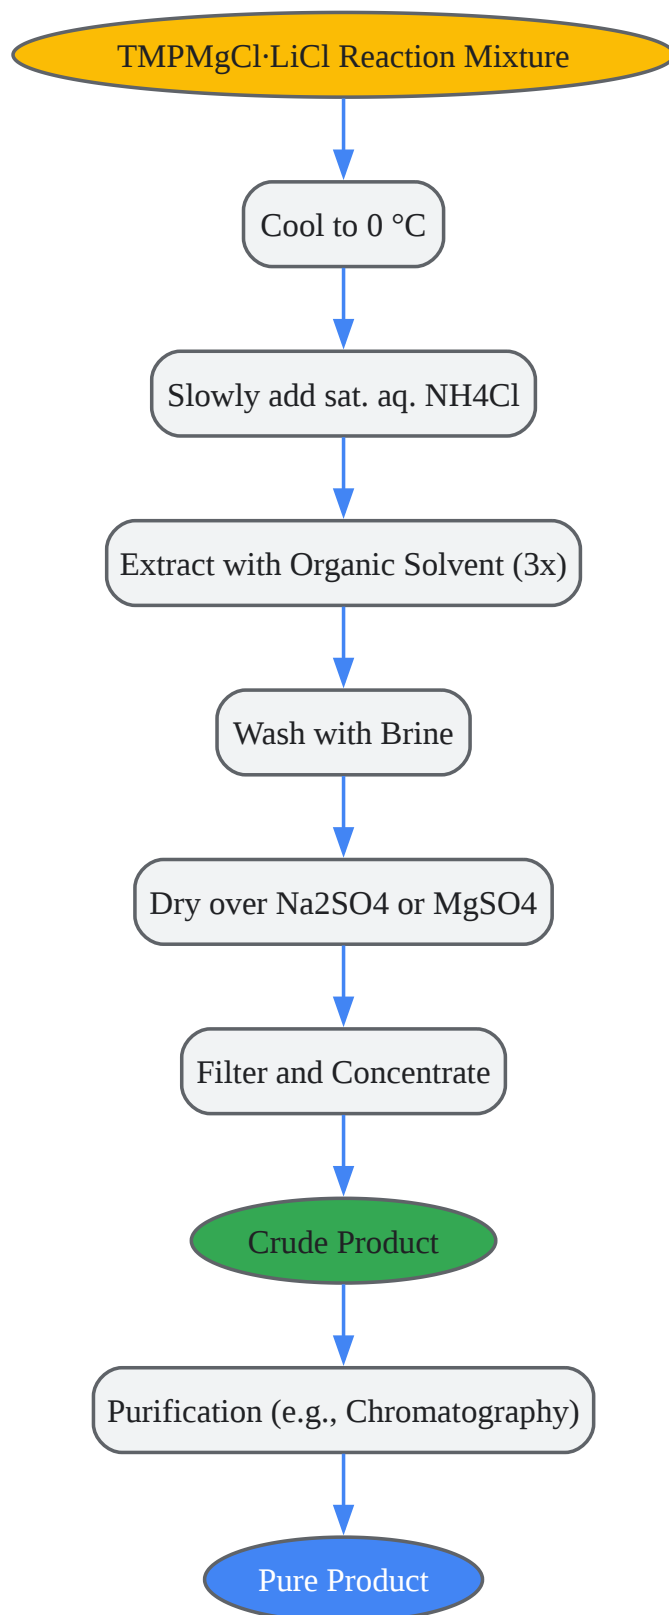 TMPMgCl·LiCl Reaction Mixture
Cool to 0 °C
Slowly add sat. aq. NH4Cl
Extract with Organic Solvent (3x)
Wash with Brine
Dry over Na2SO4 or MgSO4
Filter and Concentrate
Crude Product
Purification (e.g., Chromatography)
Pure Product